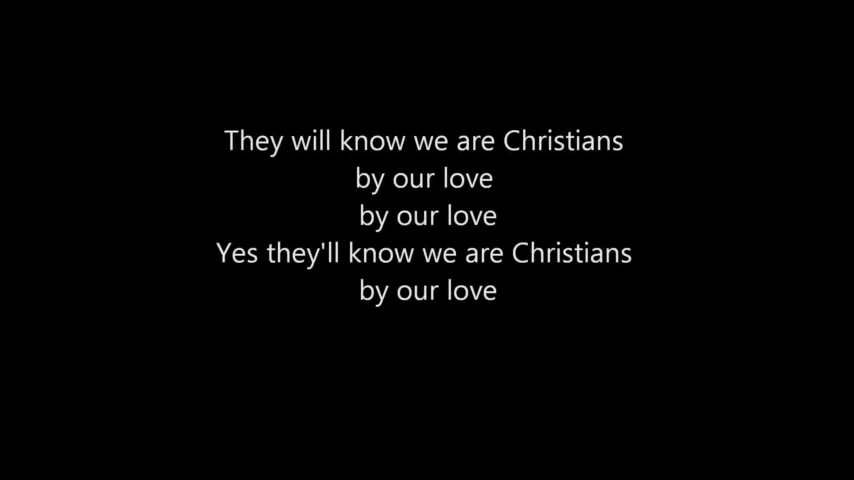 They will know we are Christians
by our love
by our love
Yes they'll know we are Christians
by our love